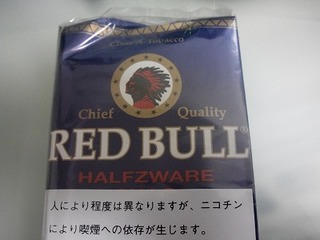 Chief Quality
RED BULL®
HALFZWARE
人により程度は異なりますが、ニコチン
により喫煙への依存が生じます。